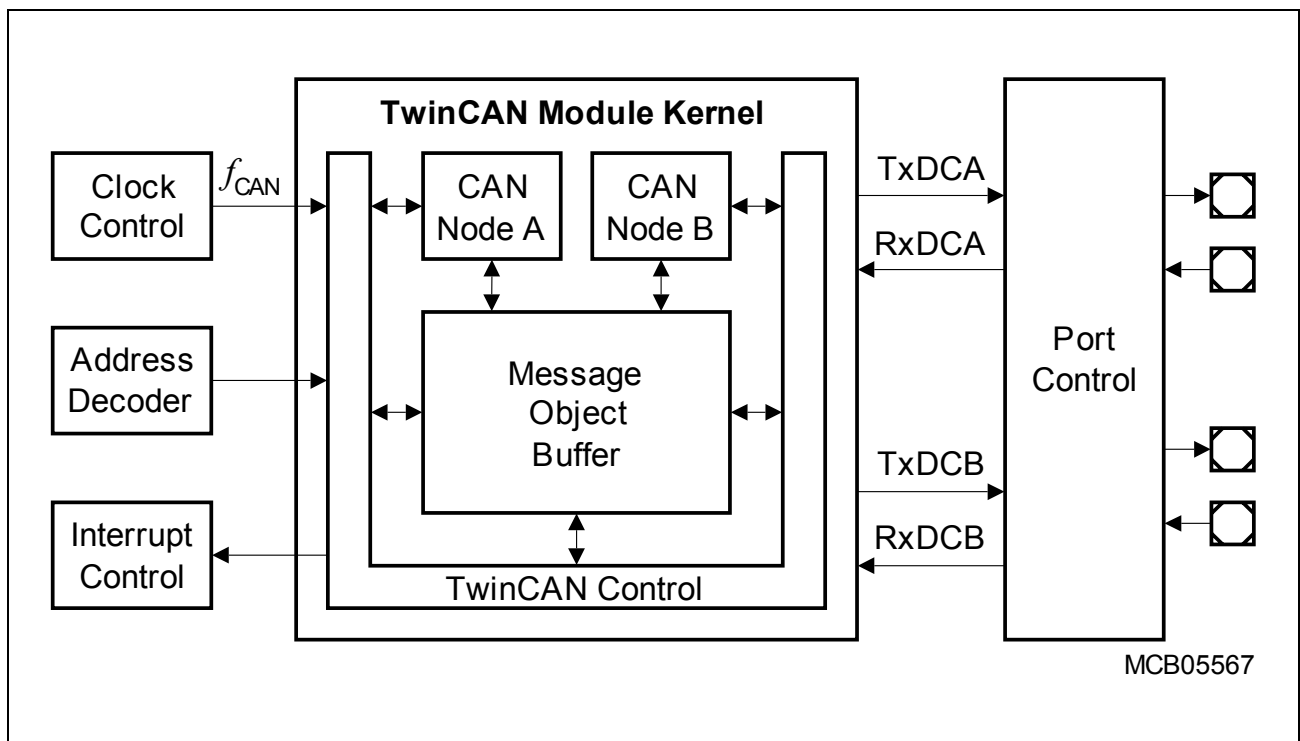 TwinCAN Module Kernel
Clock
Control
fCAN
CAN
Node A
CAN
Node B
TxDCA
RxDCA
Address
Decoder
Message
Object
Buffer
Port
Control
Interrupt
Control
TwinCAN Control
TxDCB
RxDCB
MCB05567